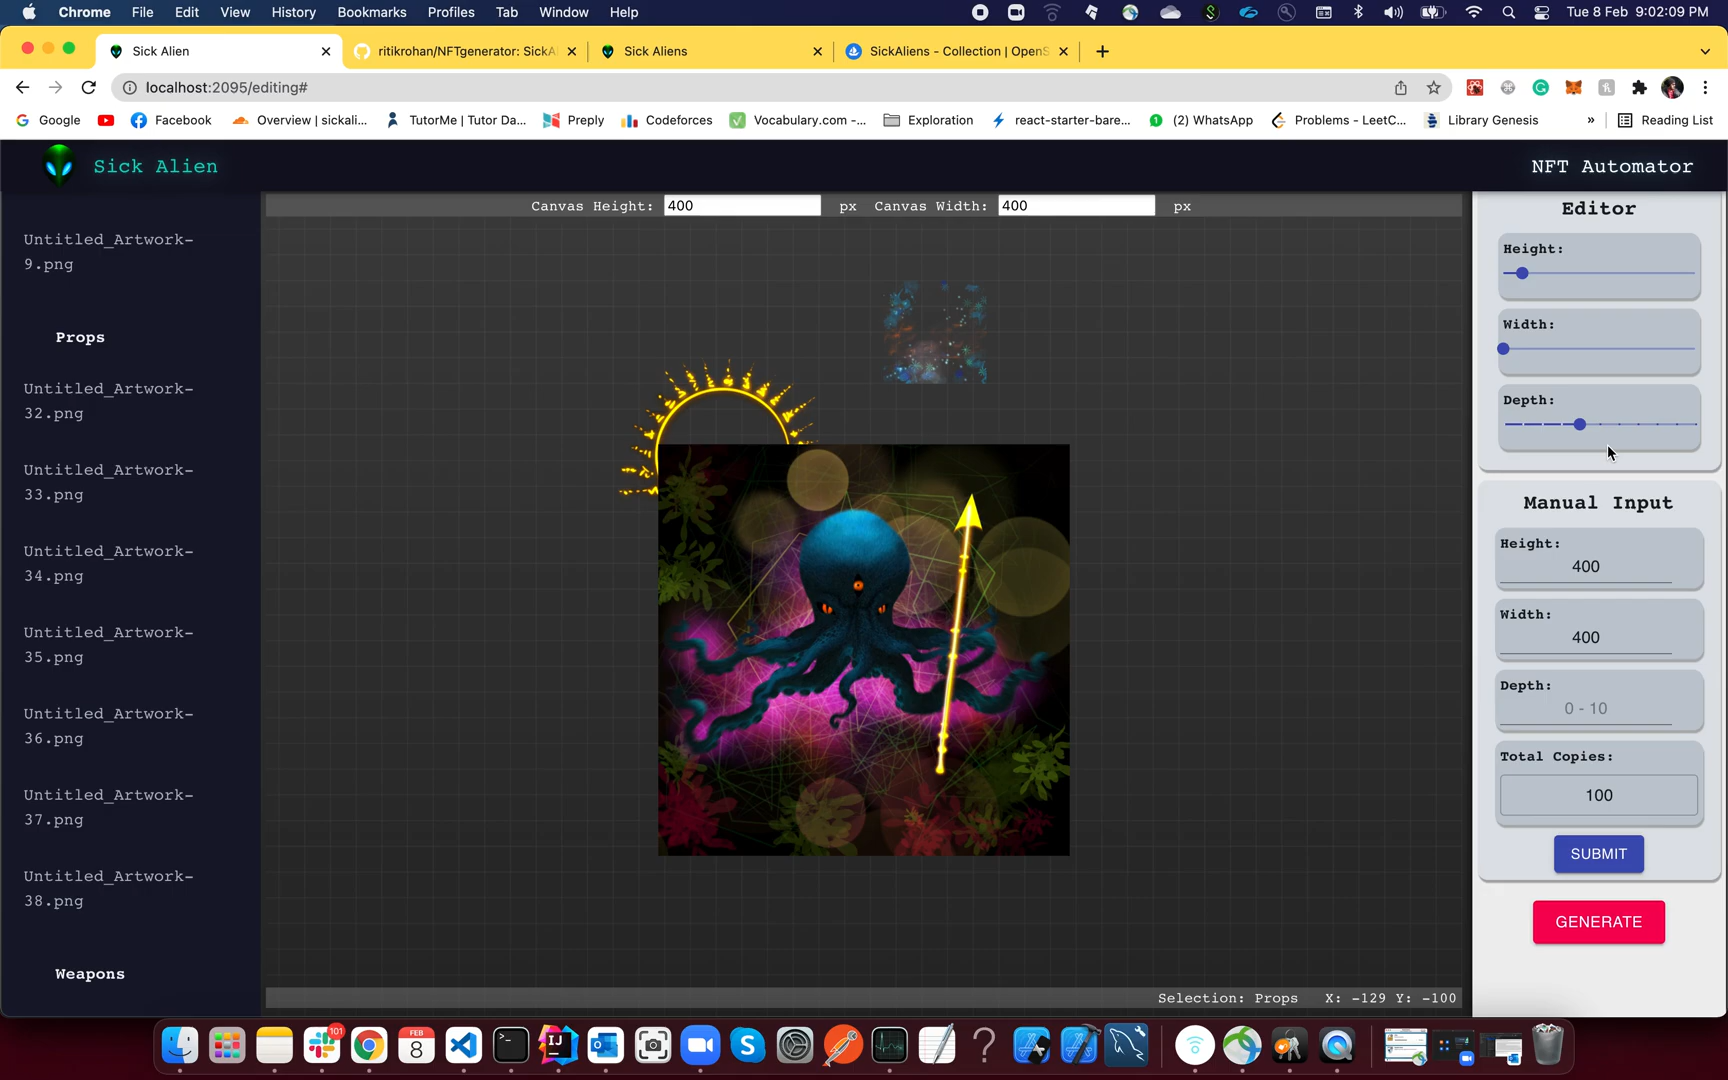 Chrome File Edit View History Bookmarks Profiles Tab Window Help
Tue 8 Feb 9:02:09 PM
Sick Alien
ritikrohan/NFTgenerator: SickA
Sick Aliens
SickAliens - Collection | OpenS
localhost:2095/editing#
Google
Facebook
Overview | sickali...
TutorMe | Tutor Da...
Preply
Codeforces
Vocabulary.com -...
Exploration
react-starter-bare...
(2) WhatsApp
Problems - LeetC...
Library Genesis
»
Reading List
Sick Alien
NFT Automator
Canvas Height: 400 px Canvas Width: 400 px
Untitled_Artwork-
9.png
Props
Untitled_Artwork-
32.png
Untitled_Artwork-
33.png
Untitled_Artwork-
34.png
Untitled_Artwork-
35.png
Untitled_Artwork-
36.png
Untitled_Artwork-
37.png
Untitled_Artwork-
38.png
Weapons
Editor
Height:
Width:
Depth:
Manual Input
Height:
400
Width:
400
Depth:
0 - 10
Total Copies:
100
SUBMIT
GENERATE
Selection: Props X: -129 Y: -100
101
FEB
8